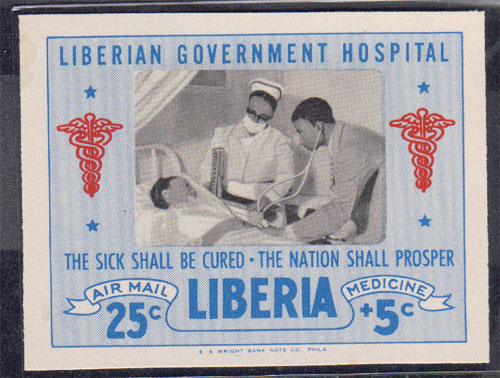 LIBERIAN GOVERNMENT HOSPITAL
THE SICK SHALL BE CURED · THE NATION SHALL PROSPER
AIR MAIL
25c
LIBERIA
MEDICINE
+5c
E. A WRIGHT BANK NOTE CO. PHILA.